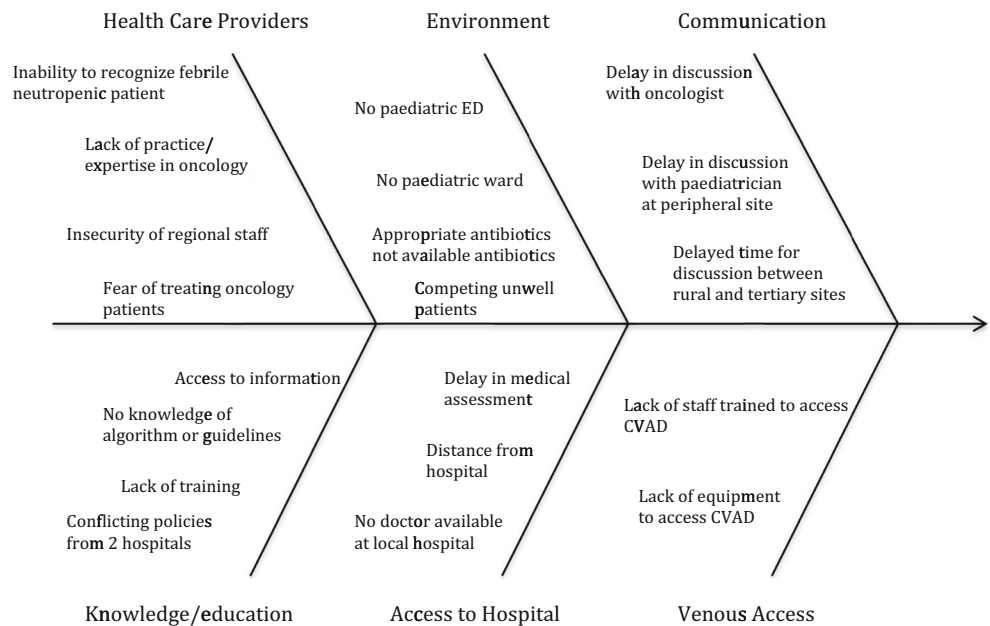 Health Care Providers
Environment
Communication
Inability to recognize febrile
neutropenic patient
Lack of practice/
expertise in oncology
Insecurity of regional staff
Fear of treating oncology
patients
No paediatric ED
No paediatric ward
Appropriate antibiotics
not available antibiotics
Competing unwell
patients
Delay in discussion
with oncologist
Delay in discussion
with paediatrician
at peripheral site
Delayed time for
discussion between
rural and tertiary sites
Access to information
No knowledge of
algorithm or guidelines
Lack of training
Conflicting policies
from 2 hospitals
Delay in medical
assessment
Distance from
hospital
No doctor available
at local hospital
Lack of staff trained to access
CVAD
Lack of equipment
to access CVAD
Knowledge/education
Access to Hospital
Venous Access